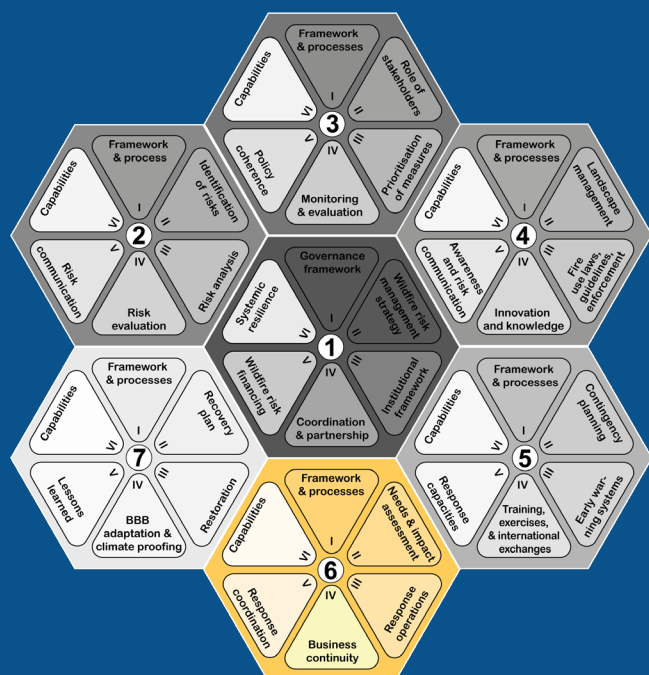 Framework
& processes
I
Role of
stakeholders
II
Prioritisation
of measures
III
Monitoring
& evaluation
IV
Policy
coherence
V
Capabilities
VI
3
Framework
& process
I
Identification
of risks
II
Risk analysis
III
Risk
evaluation
IV
Risk
communication
V
Capabilities
VI
2
Framework
& processes
I
Landscape
management
II
Fire
use laws,
guidelines,
enforcement
III
Innovation
and knowledge
IV
Awareness
and risk
communication
V
Capabilities
VI
4
Governance
framework
I
Wildfire risk
management
strategy
II
Institutional
framework
III
Coordination
& partnership
IV
Wildfire risk
financing
V
Systemic
resilience
VI
1
Framework
& processes
I
Recovery
plan
II
Restoration
III
BBB
adaptation &
climate proofing
IV
Lessons
learned
V
Capabilities
VI
7
Framework
& processes
I
Contingency
planning
II
Early war-
ning systems
III
Training,
exercises,
& international
exchanges
IV
Response
capacities
V
Capabilities
VI
5
Framework
& processes
I
Needs & impact
assessment
II
Response
operations
III
Business
continuity
IV
Response
coordination
V
Capabilities
VI
6